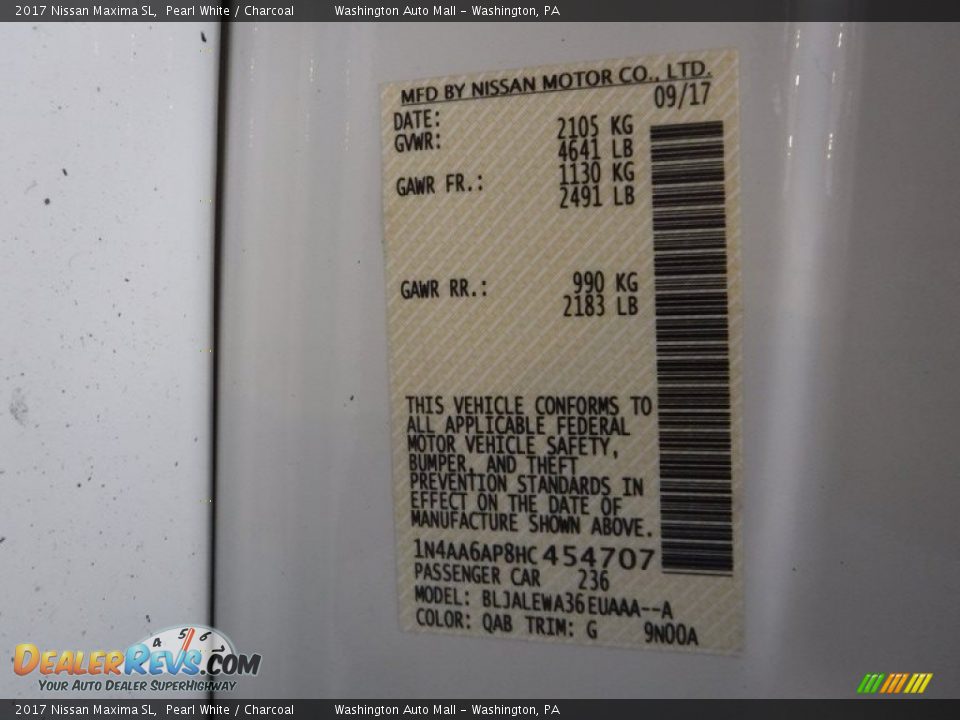 2017 Nissan Maxima SL, Pearl White / Charcoal Washington Auto Mall - Washington, PA
MFD BY NISSAN MOTOR CO., LTD.
DATE: 09/17
GVWR: 2105 KG
4641 LB
GAWR FR.: 1130 KG
2491 LB
GAWR RR.: 990 KG
2183 LB
THIS VEHICLE CONFORMS TO
ALL APPLICABLE FEDERAL
MOTOR VEHICLE SAFETY,
BUMPER, AND THEFT
PREVENTION STANDARDS IN
EFFECT ON THE DATE OF
MANUFACTURE SHOWN ABOVE.
1N4AA6AP8HC454707
PASSENGER CAR 236
MODEL: BLJALEWA36EUAAA--A
COLOR: QAB TRIM: G 9N00A
4 5 6 7
DEALERREVS.COM
YOUR AUTO DEALER SUPERHIGHWAY
2017 Nissan Maxima SL, Pearl White / Charcoal Washington Auto Mall - Washington, PA